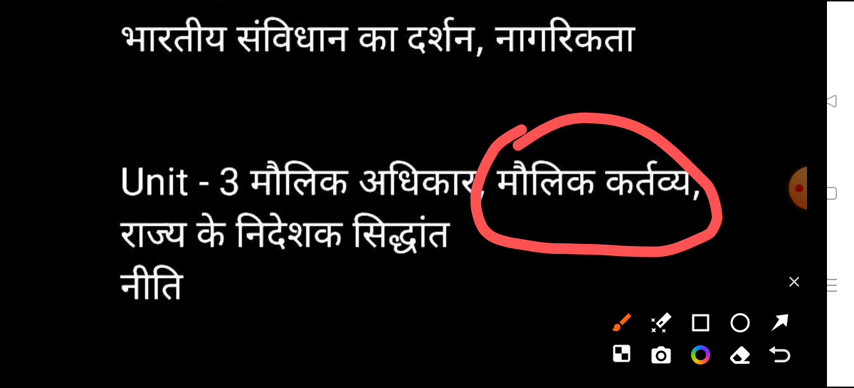 भारतीय संविधान का दर्शन, नागरिकता
Unit - 3 मौलिक अधिकार, मौलिक कर्तव्य,
राज्य के निदेशक सिद्धांत
नीति